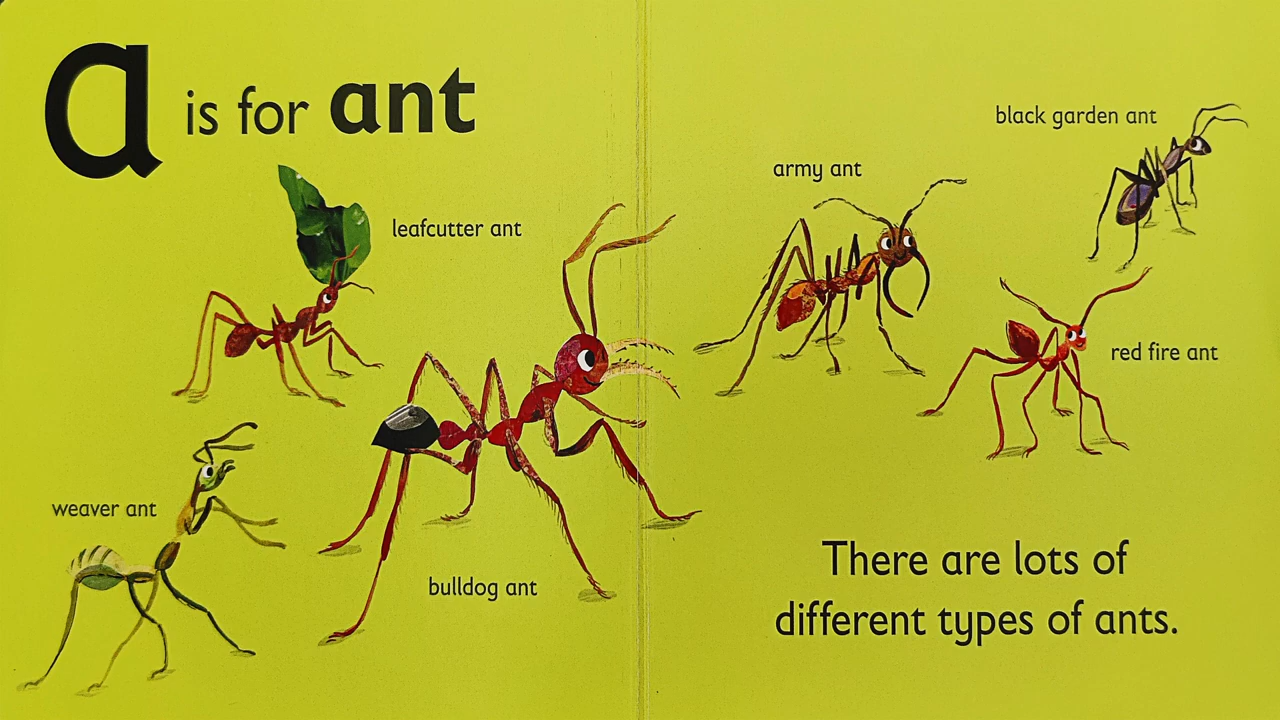 a is for ant
leafcutter ant
weaver ant
bulldog ant
army ant
black garden ant
red fire ant
There are lots of
different types of ants.